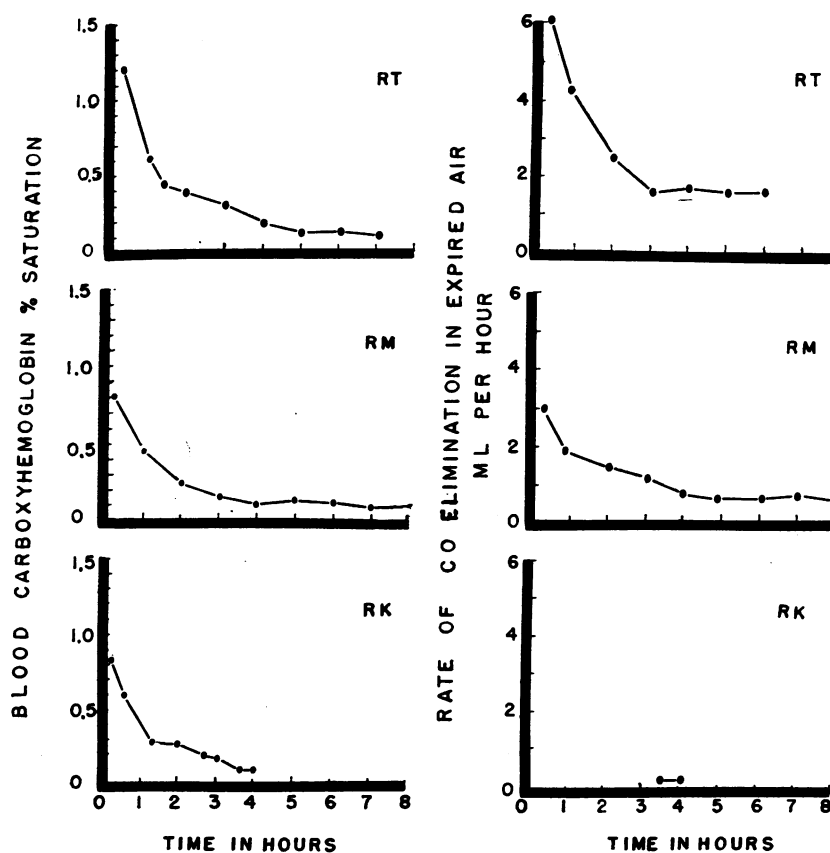 BLOOD CARBOXYHEMOGLOBIN % SATURATION
1.5
1.0
0.5
0
RT
1.5
1.0
0.5
0
RM
1.5
1.0
0.5
0
RK
0 1 2 3 4 5 6 7 8
TIME IN HOURS
RATE OF CO ELIMINATION IN EXPIRED AIR
ML PER HOUR
6
4
2
0
RT
6
4
2
0
RM
6
4
2
0
RK
0 1 2 3 4 5 6 7 8
TIME IN HOURS